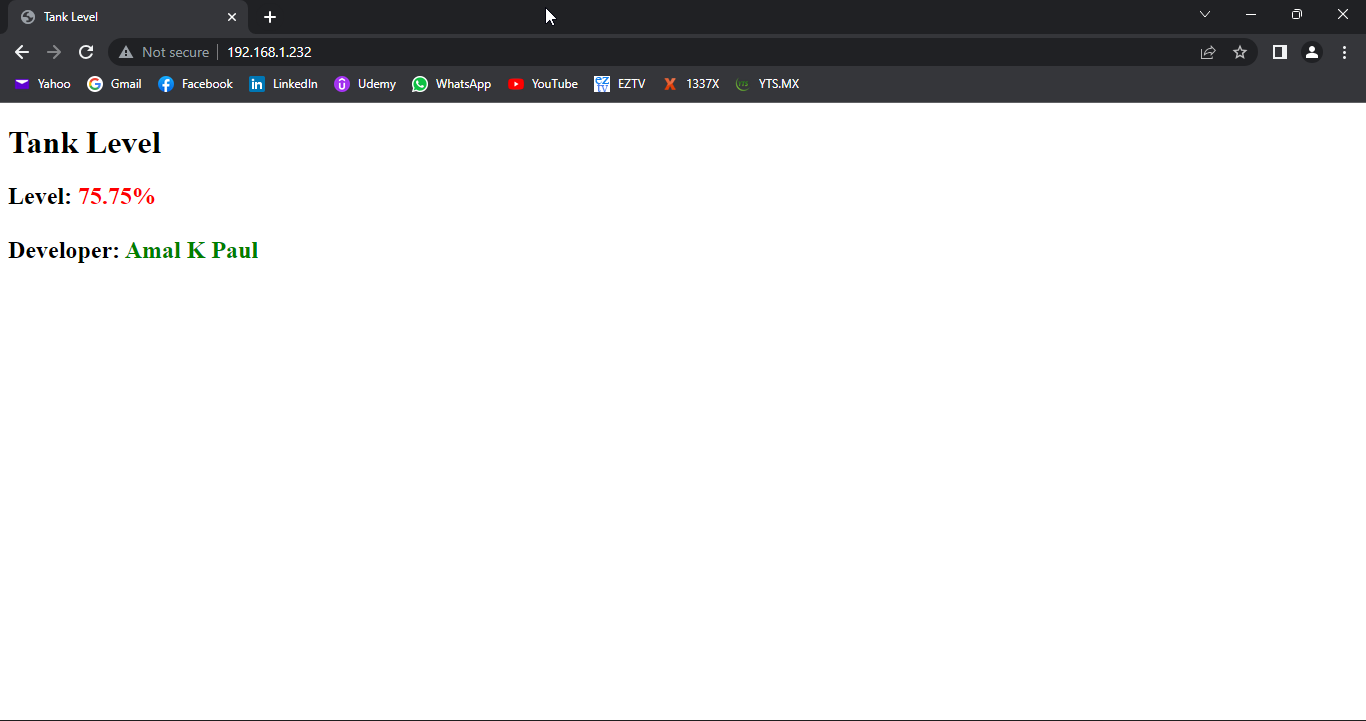 Tank Level
Not secure 192.168.1.232
Yahoo Gmail Facebook LinkedIn Udemy WhatsApp YouTube EZTV 1337X YTS.MX
Tank Level
Level: 75.75%
Developer: Amal K Paul